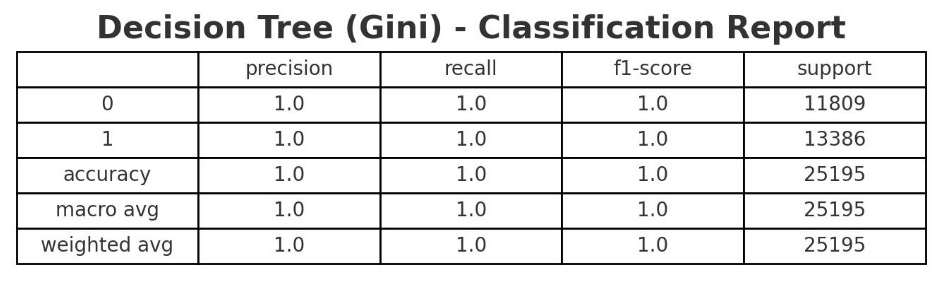 Decision Tree (Gini) - Classification Report
precision recall f1-score support
0 1.0 1.0 1.0 11809
1 1.0 1.0 1.0 13386
accuracy 1.0 1.0 1.0 25195
macro avg 1.0 1.0 1.0 25195
weighted avg 1.0 1.0 1.0 25195